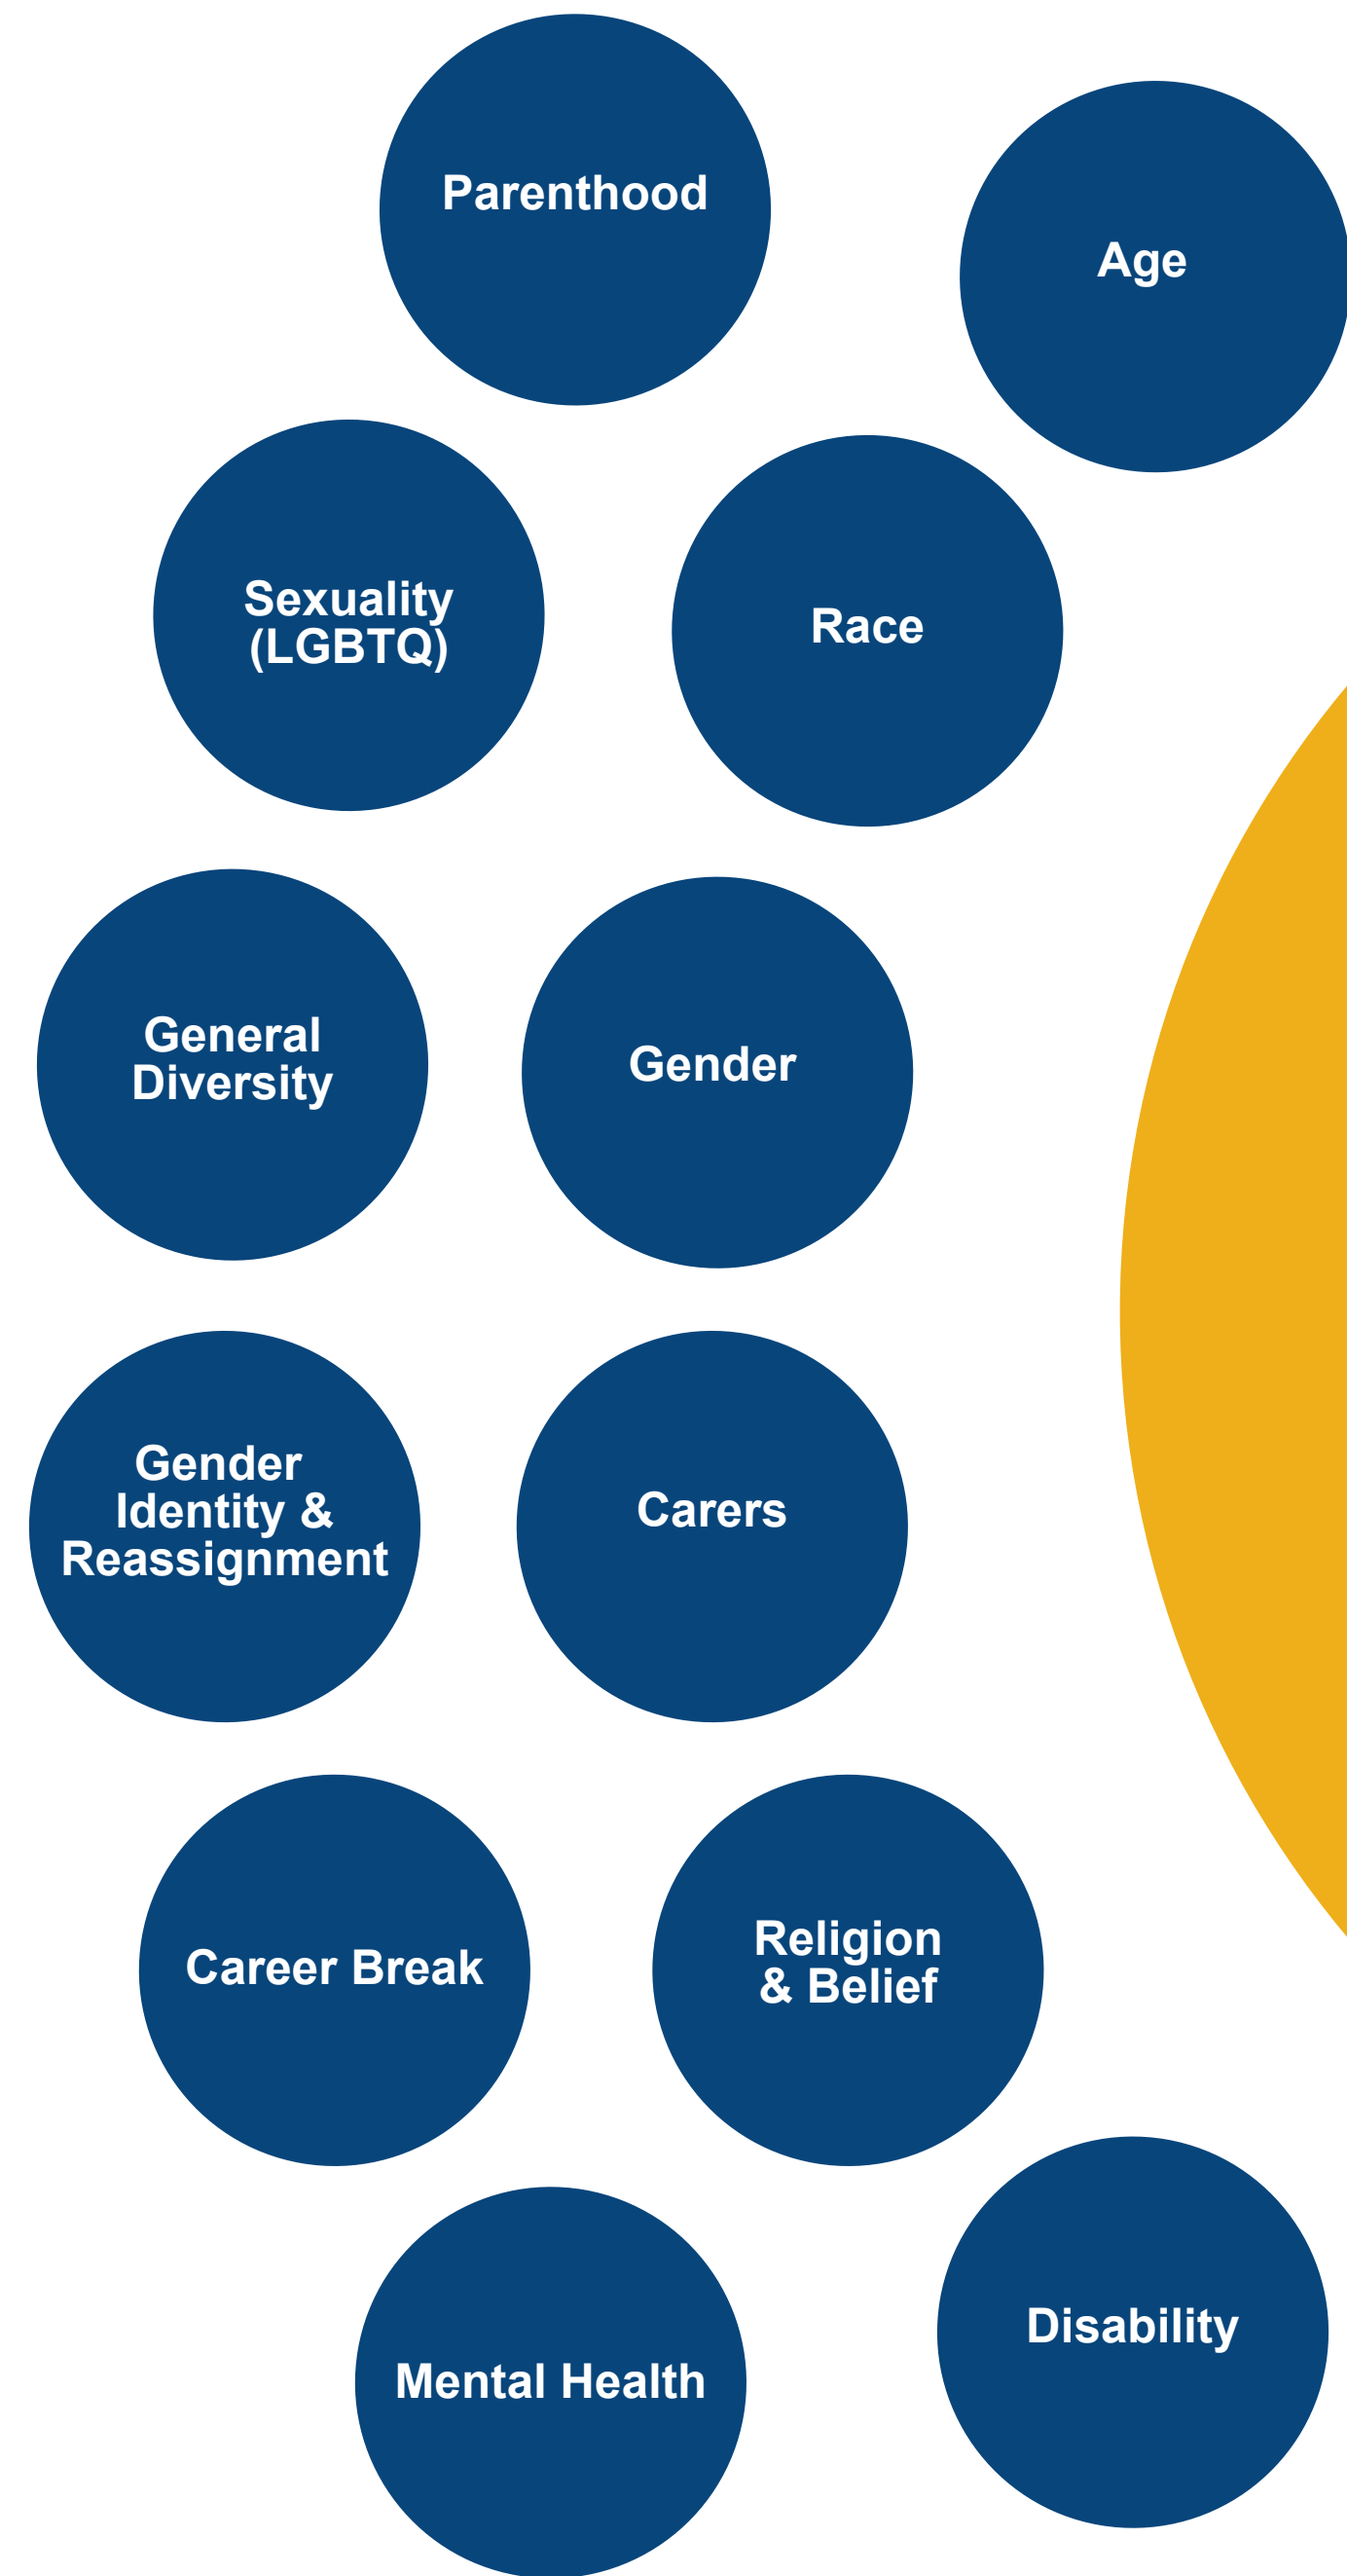 Parenthood
Age
Sexuality
(LGBTQ)
Race
General
Diversity
Gender
Gender
Identity &
Reassignment
Carers
Career Break
Religion
& Belief
Mental Health
Disability